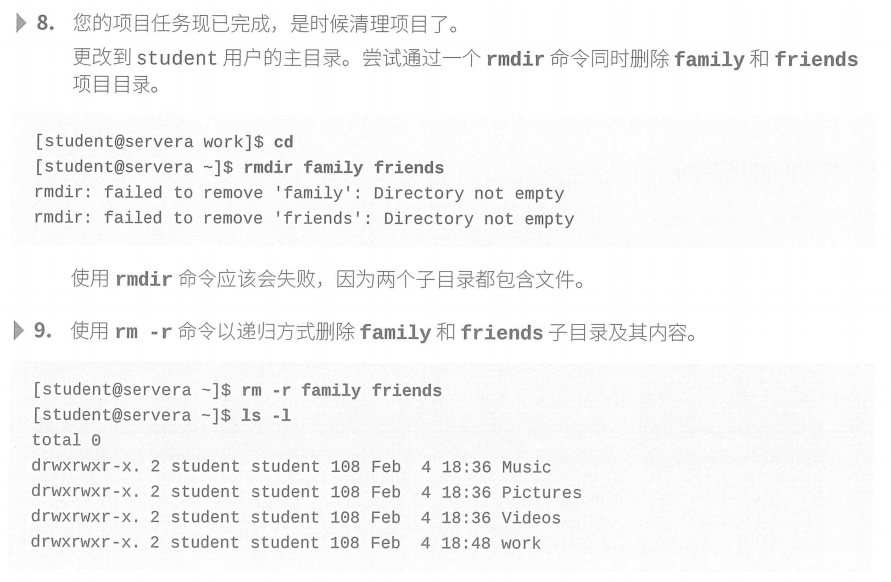 8. 您的项目任务现已完成，是时候清理项目了。
更改到 student 用户的主目录。尝试通过一个 rmdir 命令同时删除 family 和 friends
项目目录。
[student@servera work]$ cd
[student@servera ~]$ rmdir family friends
rmdir: failed to remove 'family': Directory not empty
rmdir: failed to remove 'friends': Directory not empty
使用 rmdir 命令应该会失败，因为两个子目录都包含文件。
9. 使用 rm -r 命令以递归方式删除 family 和 friends 子目录及其内容。
[student@servera ~]$ rm -r family friends
[student@servera ~]$ ls -l
total 0
drwxrwxr-x. 2 student student 108 Feb  4 18:36 Music
drwxrwxr-x. 2 student student 108 Feb  4 18:36 Pictures
drwxrwxr-x. 2 student student 108 Feb  4 18:36 Videos
drwxrwxr-x. 2 student student 108 Feb  4 18:48 work